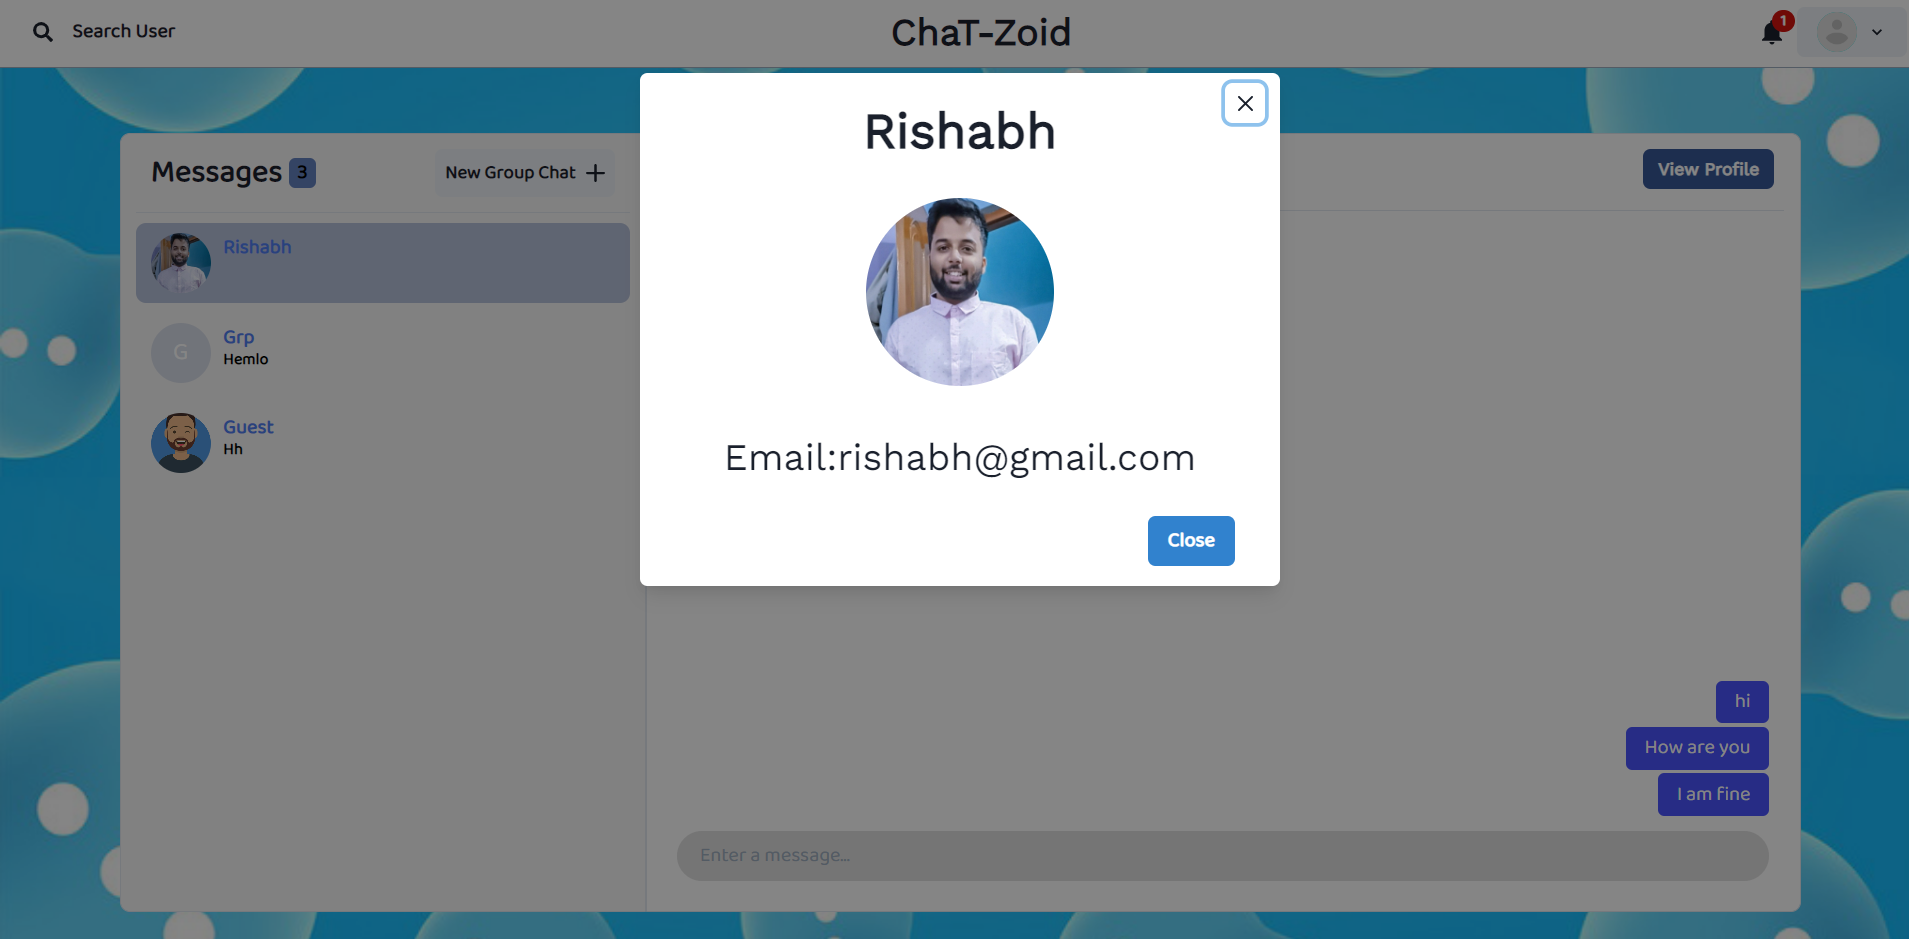 Search User
ChaT-Zoid
1
Messages 3
New Group Chat
View Profile
Rishabh
Grp
Hemlo
G
Guest
Hh
Rishabh
Email:rishabh@gmail.com
Close
hi
How are you
I am fine
Enter a message...